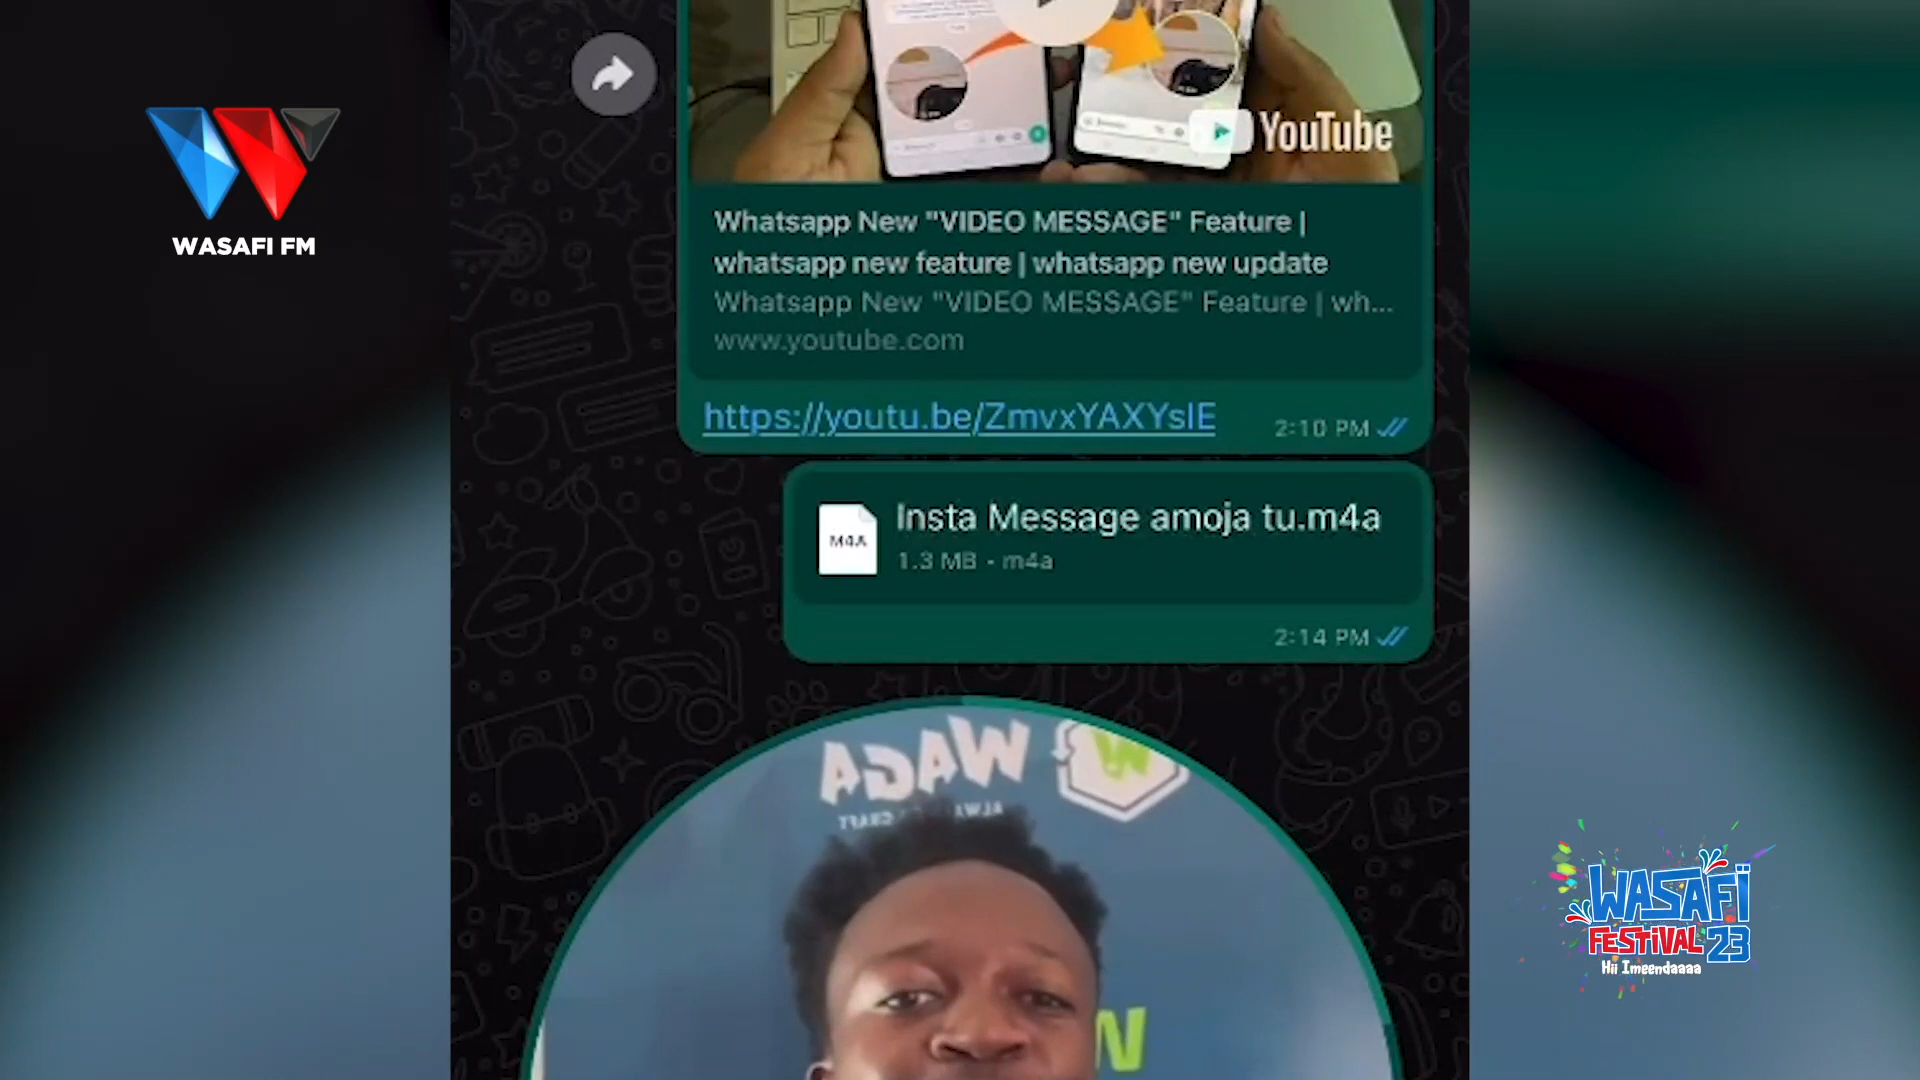 WASAFI FM
YouTube
Whatsapp New "VIDEO MESSAGE" Feature |
whatsapp new feature | whatsapp new update
Whatsapp New "VIDEO MESSAGE" Feature | wh...
www.youtube.com
https://youtu.be/ZmvxYAXYslE
2:10 PM
M4A
Insta Message amoja tu.m4a
1.3 MB · m4a
2:14 PM
WAGA
WASAFI
FESTIVAL 23
Hii Imeendaaaa